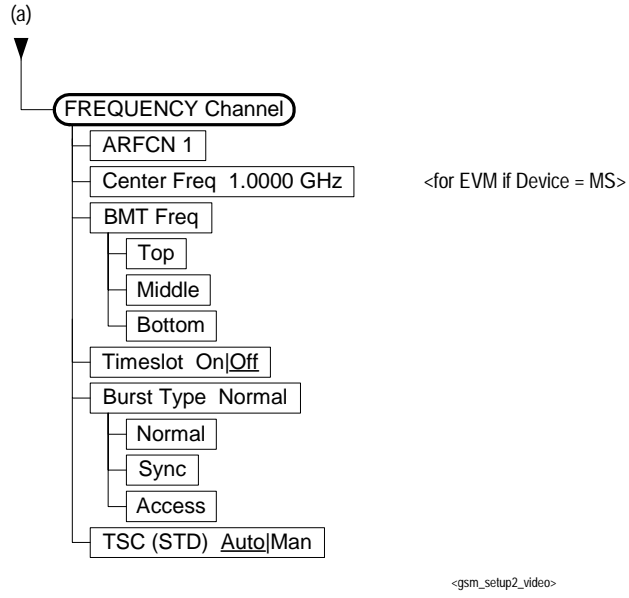 (a)
FREQUENCY Channel
ARFCN 1
Center Freq 1.0000 GHz <for EVM if Device = MS>
BMT Freq
Top
Middle
Bottom
Timeslot On|Off
Burst Type Normal
Normal
Sync
Access
TSC (STD) Auto|Man
<gsm_setup2_video>